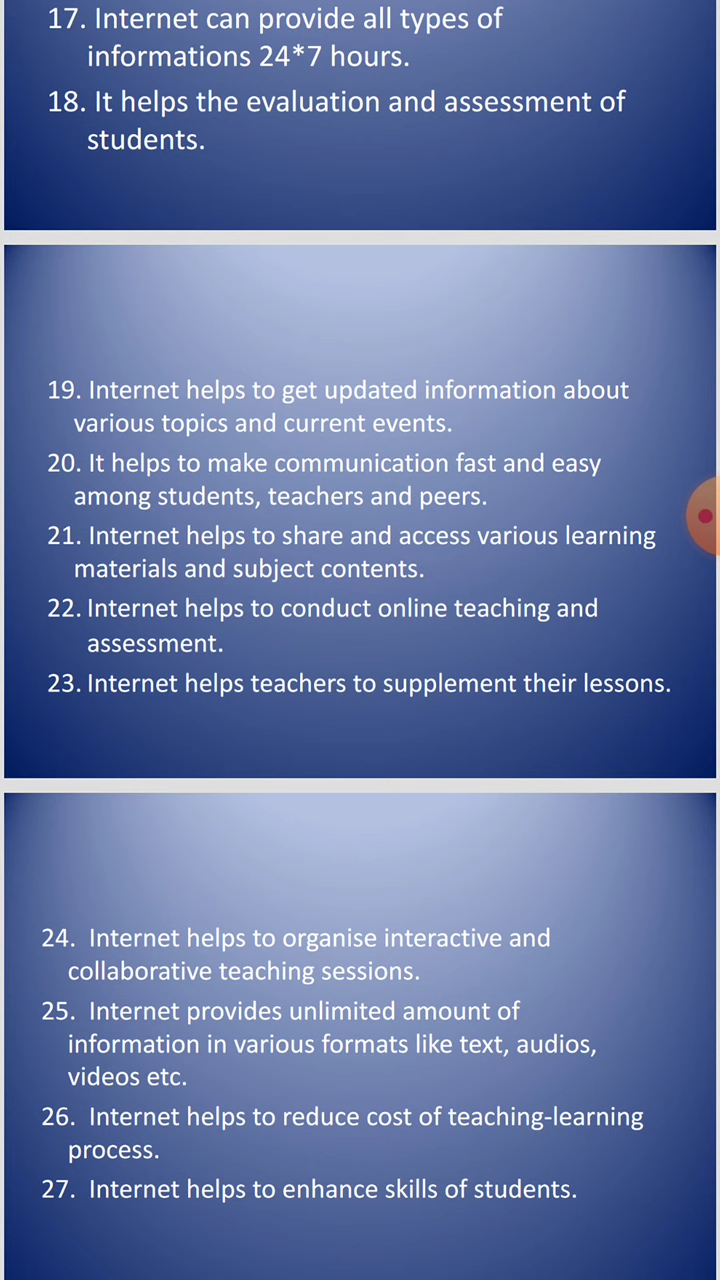 17. Internet can provide all types of
informations 24*7 hours.
18. It helps the evaluation and assessment of
students.
19. Internet helps to get updated information about
various topics and current events.
20. It helps to make communication fast and easy
among students, teachers and peers.
21. Internet helps to share and access various learning
materials and subject contents.
22. Internet helps to conduct online teaching and
assessment.
23. Internet helps teachers to supplement their lessons.
24. Internet helps to organise interactive and
collaborative teaching sessions.
25. Internet provides unlimited amount of
information in various formats like text, audios,
videos etc.
26. Internet helps to reduce cost of teaching-learning
process.
27. Internet helps to enhance skills of students.